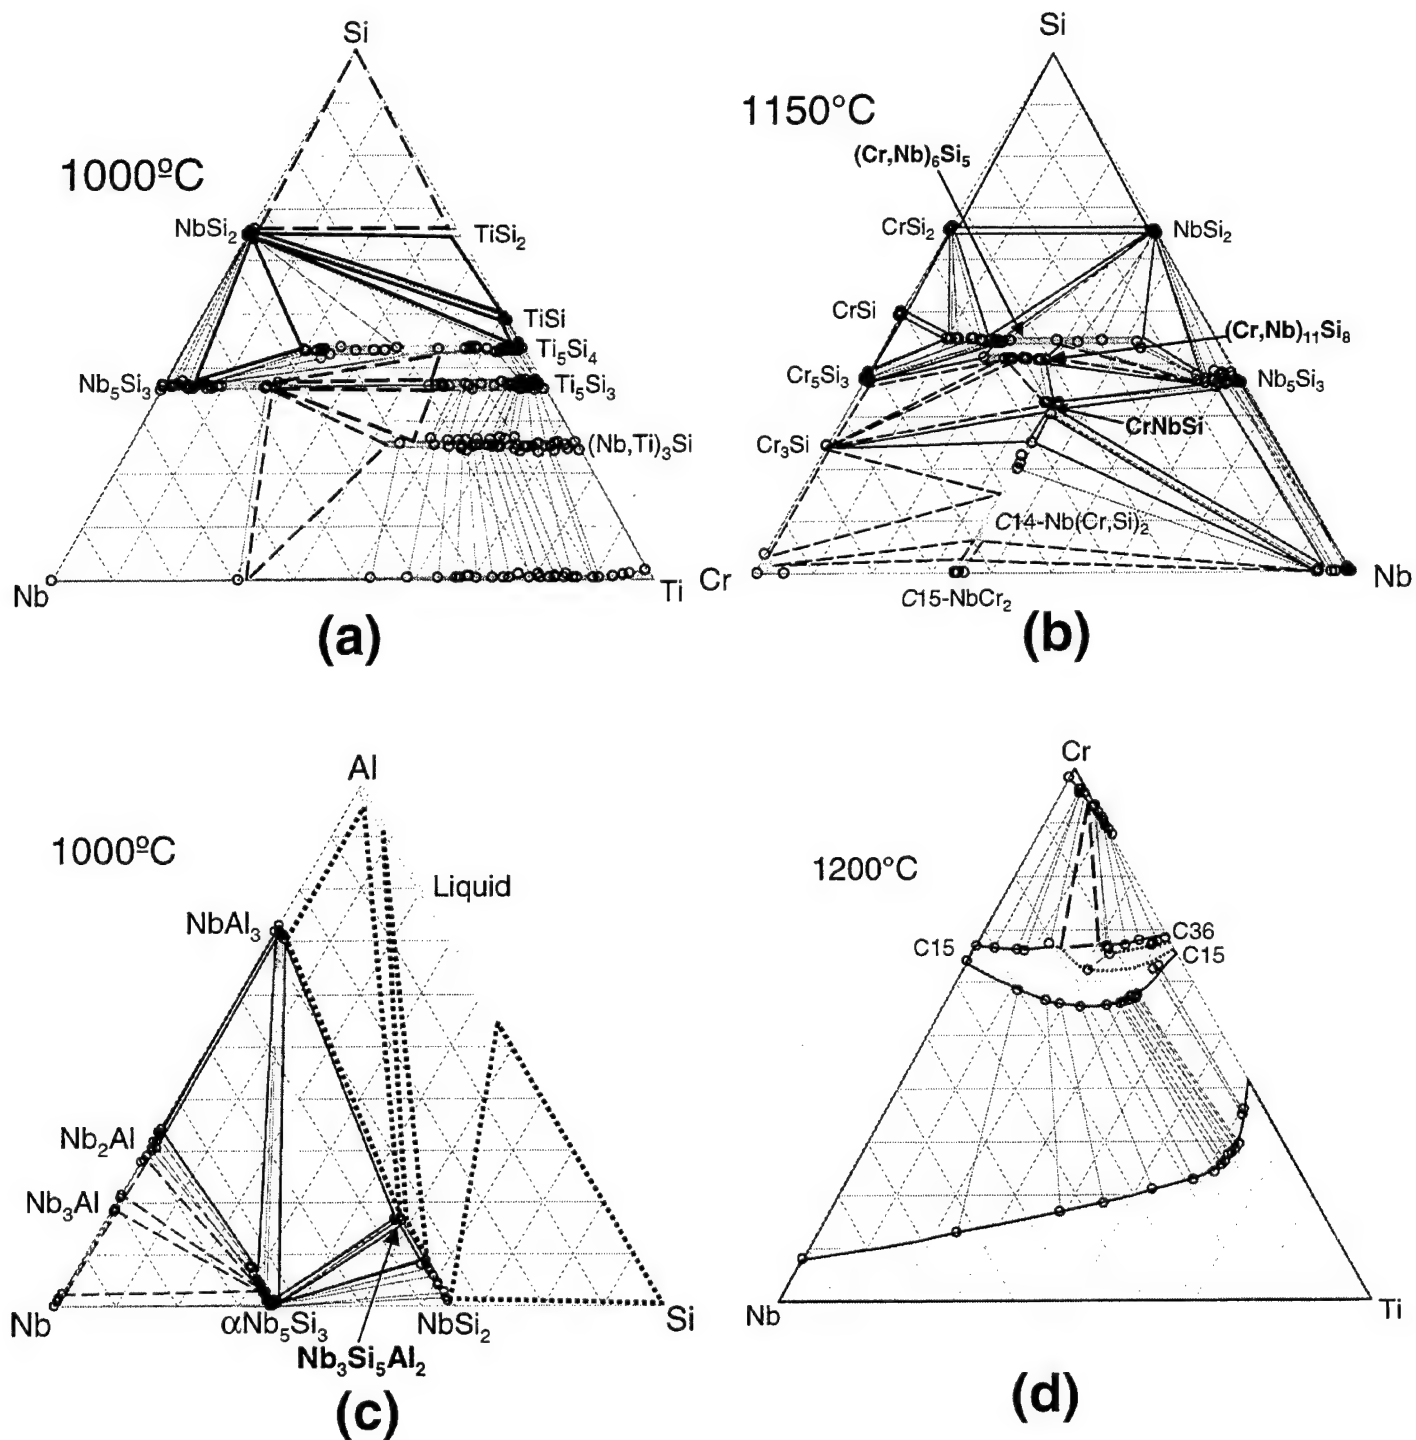 Si
1000ºC
NbSi₂
TiSi₂
TiSi
Ti₅Si₄
Nb₅Si₃
Ti₅Si₃
(Nb,Ti)₃Si
Nb
Ti
(a)
Si
1150°C
(Cr,Nb)₆Si₅
CrSi₂
NbSi₂
CrSi
(Cr,Nb)₁₁Si₈
Cr₅Si₃
Nb₅Si₃
CrNbSi
Cr₃Si
C14-Nb(Cr,Si)₂
Cr
Nb
C15-NbCr₂
(b)
Al
1000ºC
Liquid
NbAl₃
Nb₂Al
Nb₃Al
Nb
αNb₅Si₃
NbSi₂
Si
Nb₃Si₅Al₂
(c)
Cr
1200°C
C15
C36
C15
Nb
Ti
(d)